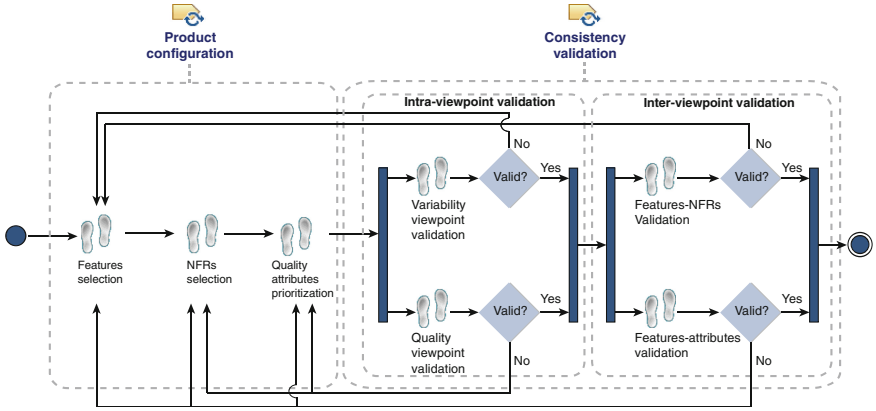 Product
configuration
Consistency
validation
Intra-viewpoint validation
Inter-viewpoint validation
No
No
Valid?
Yes
Valid?
Yes
Variability
viewpoint
validation
Features-NFRs
Validation
Features
selection
NFRs
selection
Quality
attributes
prioritization
Valid?
Yes
Valid?
Yes
Quality
viewpoint
validation
Features-attributes
validation
No
No